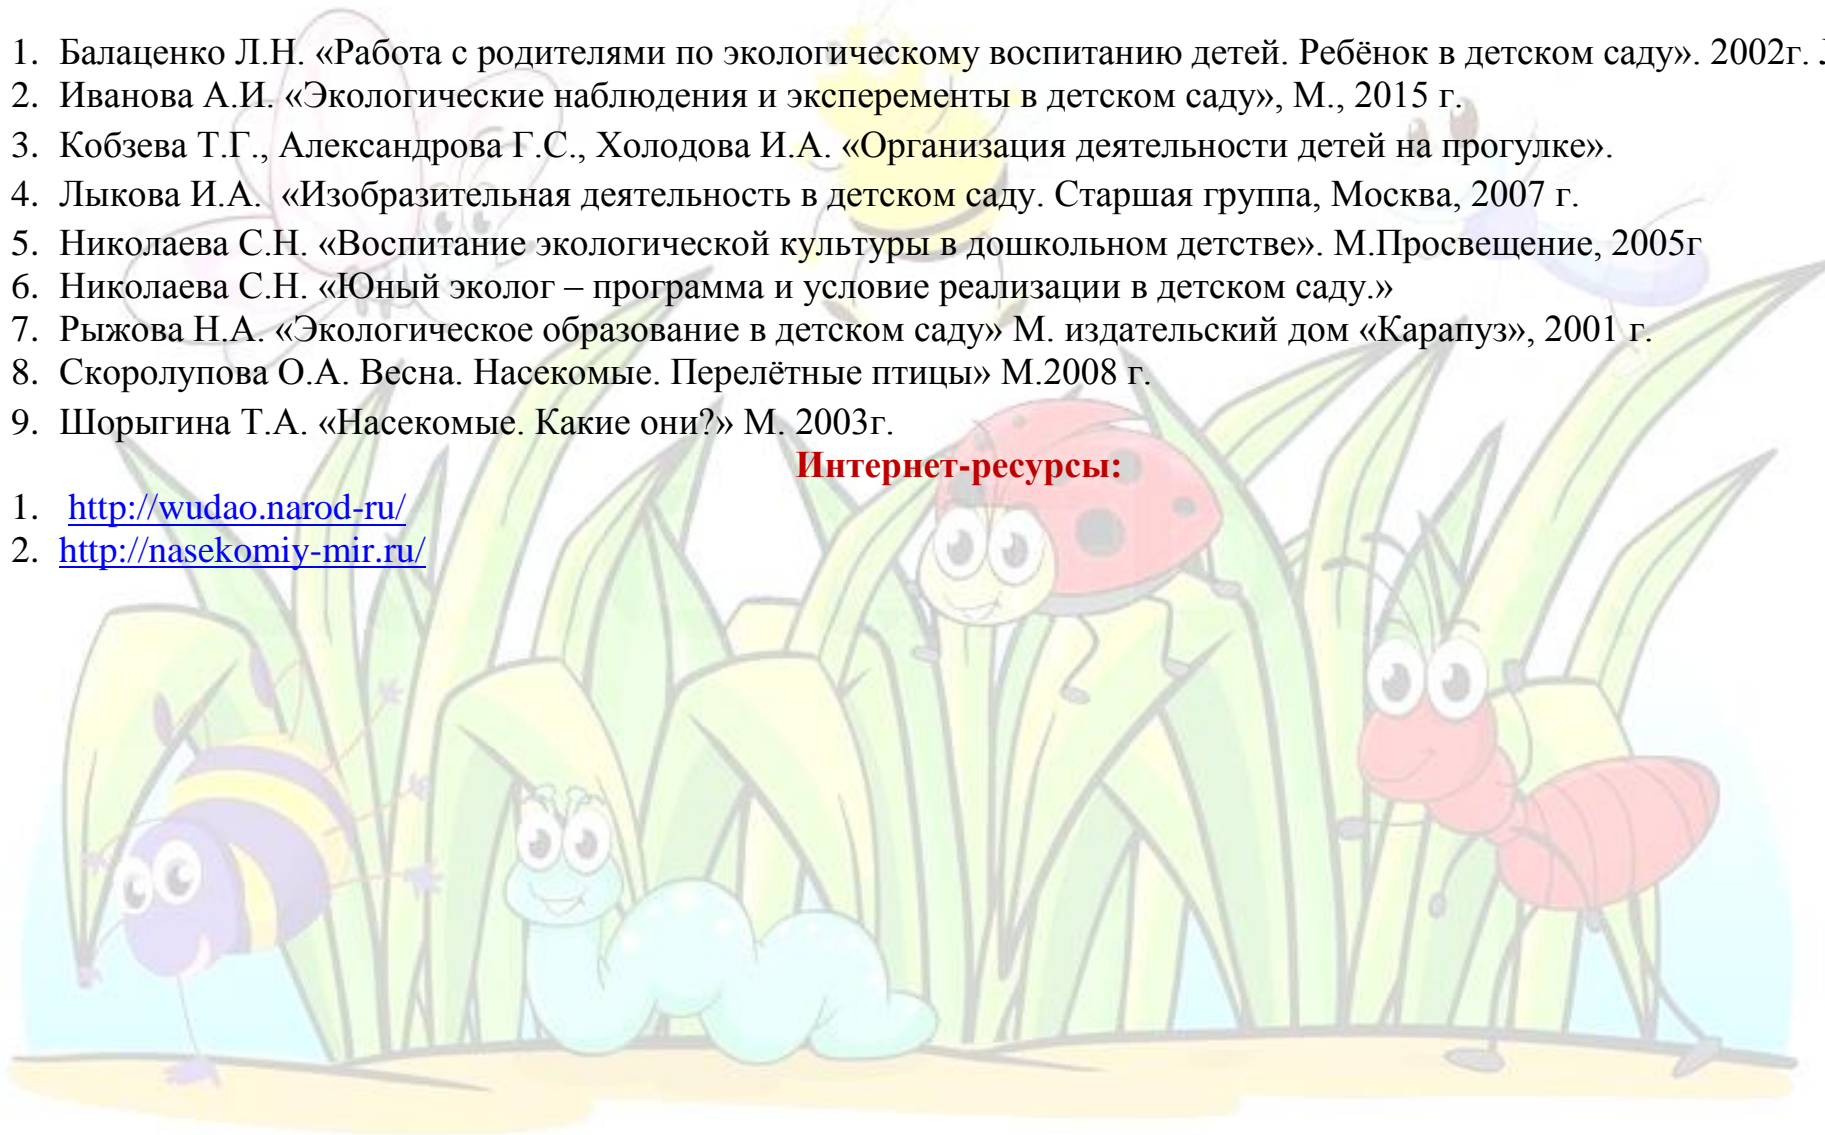 1. Балаценко Л.Н. «Работа с родителями по экологическому воспитанию детей. Ребёнок в детском саду». 2002г.
2. Иванова А.И. «Экологические наблюдения и эксперементы в детском саду», М., 2015 г.
3. Кобзева Т.Г., Александрова Г.С., Холодова И.А. «Организация деятельности детей на прогулке».
4. Лыкова И.А. «Изобразительная деятельность в детском саду. Старшая группа, Москва, 2007 г.
5. Николаева С.Н. «Воспитание экологической культуры в дошкольном детстве». М.Просвещение, 2005г
6. Николаева С.Н. «Юный эколог – программа и условие реализации в детском саду.»
7. Рыжова Н.А. «Экологическое образование в детском саду» М. издательский дом «Карапуз», 2001 г.
8. Скоролупова О.А. Весна. Насекомые. Перелётные птицы» М.2008 г.
9. Шорыгина Т.А. «Насекомые. Какие они?» М. 2003г.
Интернет-ресурсы:
1. http://wudao.narod-ru/
2. http://nasekomiy-mir.ru/